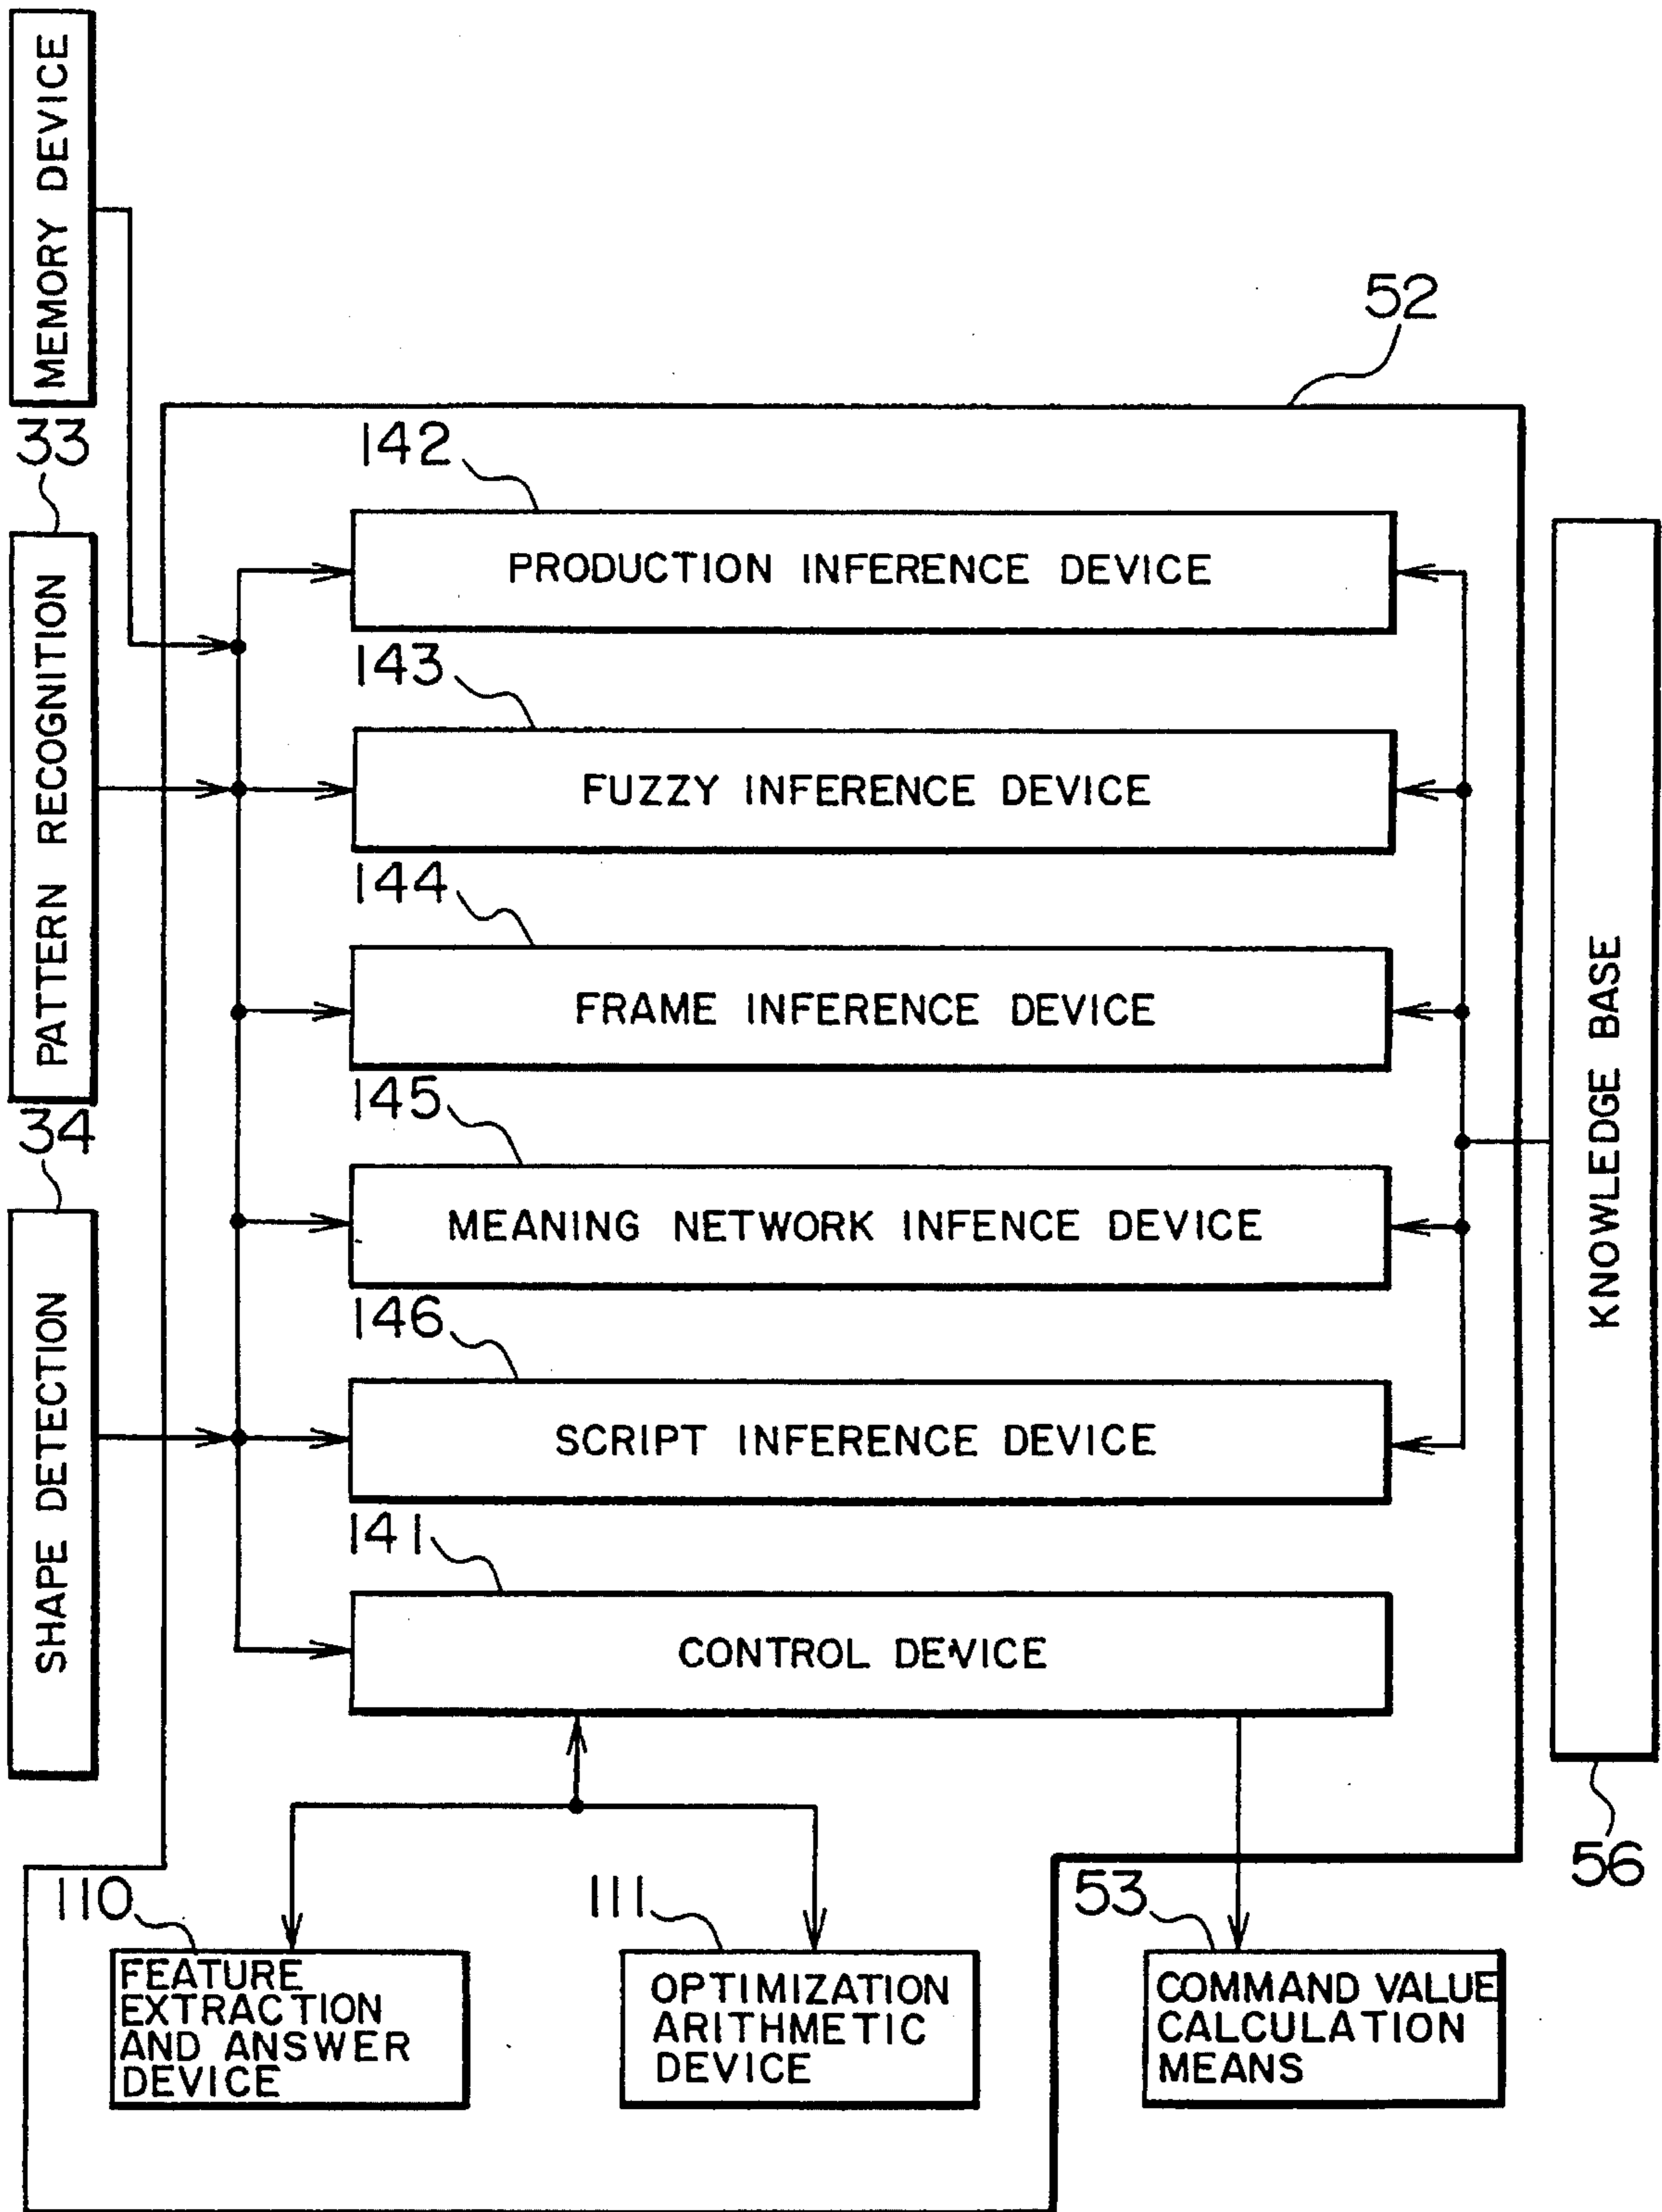 MEMORY DEVICE
33
PATTERN RECOGNITION
34
SHAPE DETECTION
52
142
PRODUCTION INFERENCE DEVICE
143
FUZZY INFERENCE DEVICE
144
FRAME INFERENCE DEVICE
145
MEANING NETWORK INFENCE DEVICE
146
SCRIPT INFERENCE DEVICE
141
CONTROL DEVICE
KNOWLEDGE BASE
56
110
FEATURE
EXTRACTION
AND ANSWER
DEVICE
111
OPTIMIZATION
ARITHMETIC
DEVICE
53
COMMAND VALUE
CALCULATION
MEANS